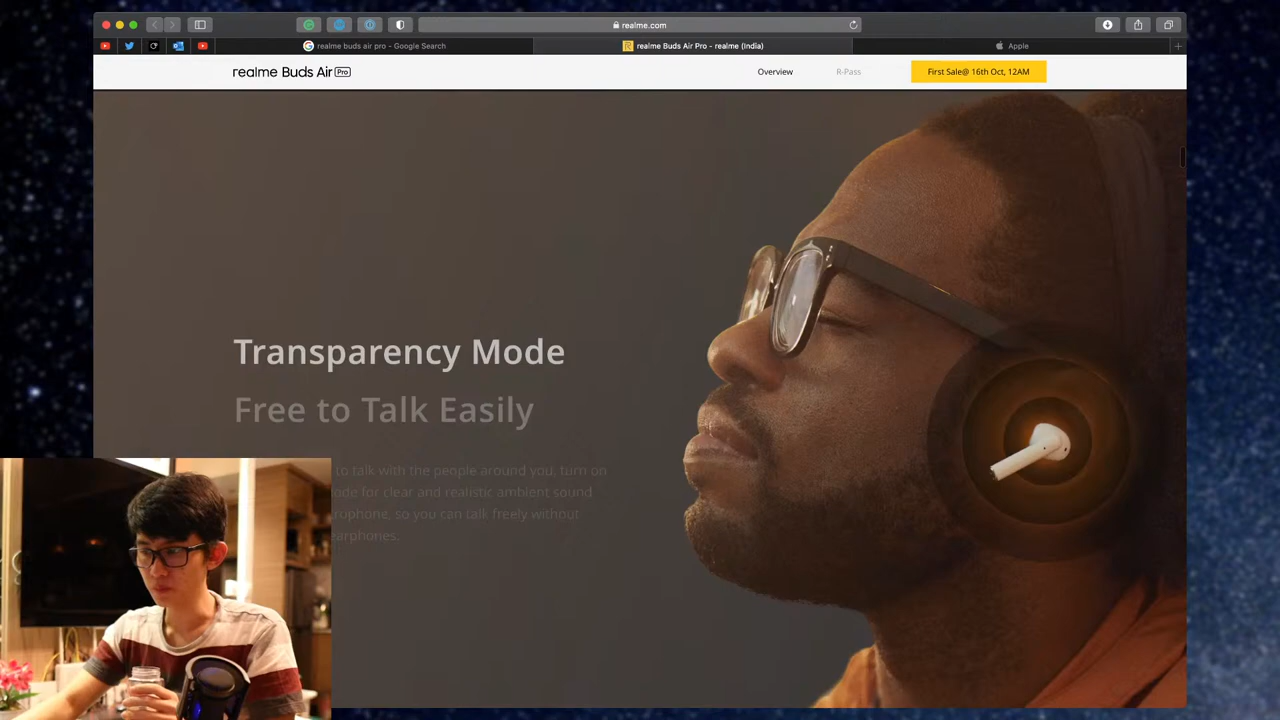 realme.com
realme buds air pro - Google Search
realme Buds Air Pro - realme (India)
Apple
realme Buds Air Pro
Overview
R-Pass
First Sale@ 16th Oct, 12AM
Transparency Mode
Free to Talk Easily
to talk with the people around you, turn on
ode for clear and realistic ambient sound
rophone, so you can talk freely without
earphones.